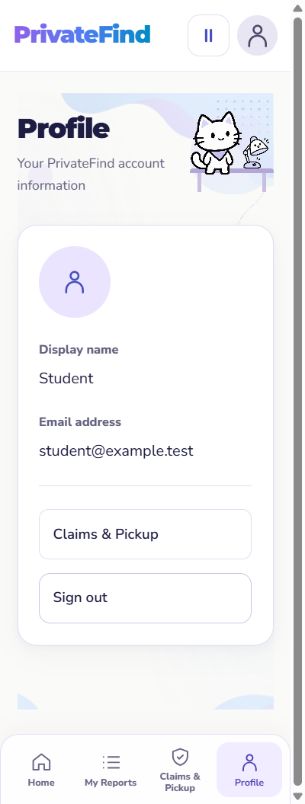 PrivateFind
Profile
Your PrivateFind account
information
Display name
Student
Email address
student@example.test
Claims & Pickup
Sign out
Home
My Reports
Claims &
Pickup
Profile